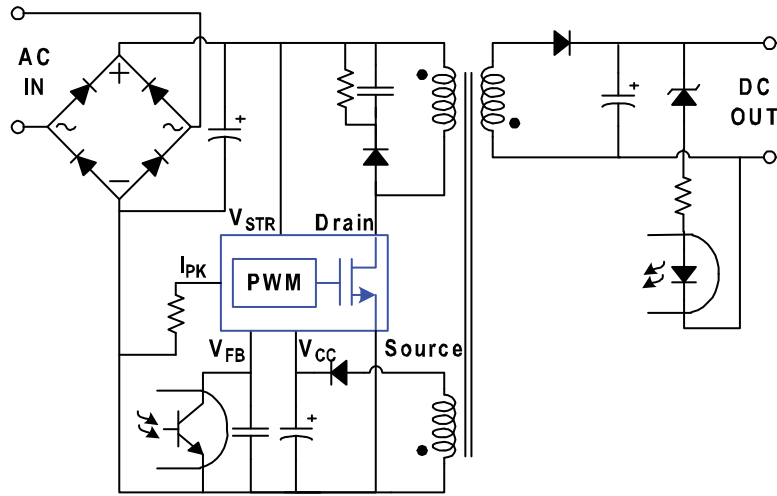 AC
IN
+
~
~
−
+
+
DC
OUT
VSTR
Drain
IPK
PWM
VFB
VCC
Source
+